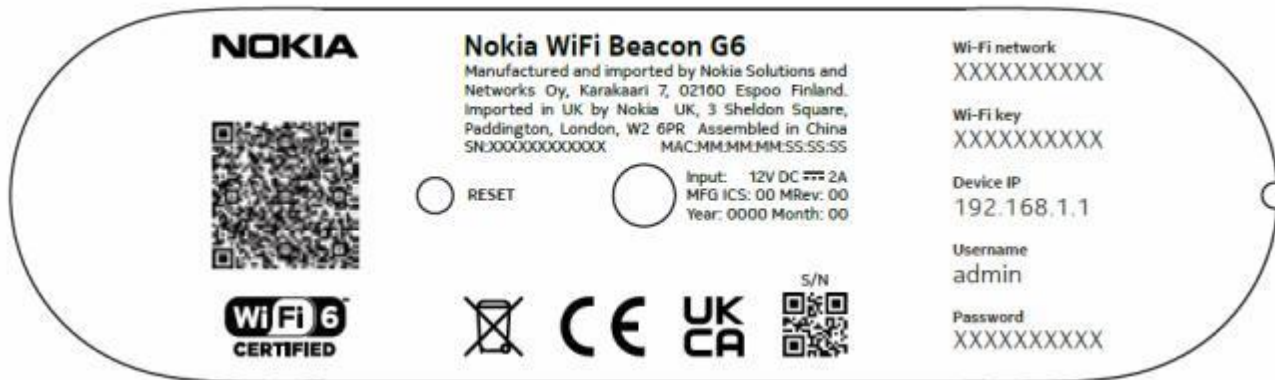 NOKIA
Nokia WiFi Beacon G6
Manufactured and imported by Nokia Solutions and
Networks Oy, Karakaari 7, 02160 Espoo Finland.
Imported in UK by Nokia UK, 3 Sheldon Square,
Paddington, London, W2 6PR Assembled in China
SN:XXXXXXXXXXXX MAC:MM:MM:MM:SS:SS:SS
RESET
Input: 12V DC ⎓ 2A
MFG ICS: 00 MRev: 00
Year: 0000 Month: 00
Wi Fi 6™
CERTIFIED
CE
UK
CA
S/N
Wi-Fi network
XXXXXXXXXX
Wi-Fi key
XXXXXXXXXX
Device IP
192.168.1.1
Username
admin
Password
XXXXXXXXXX